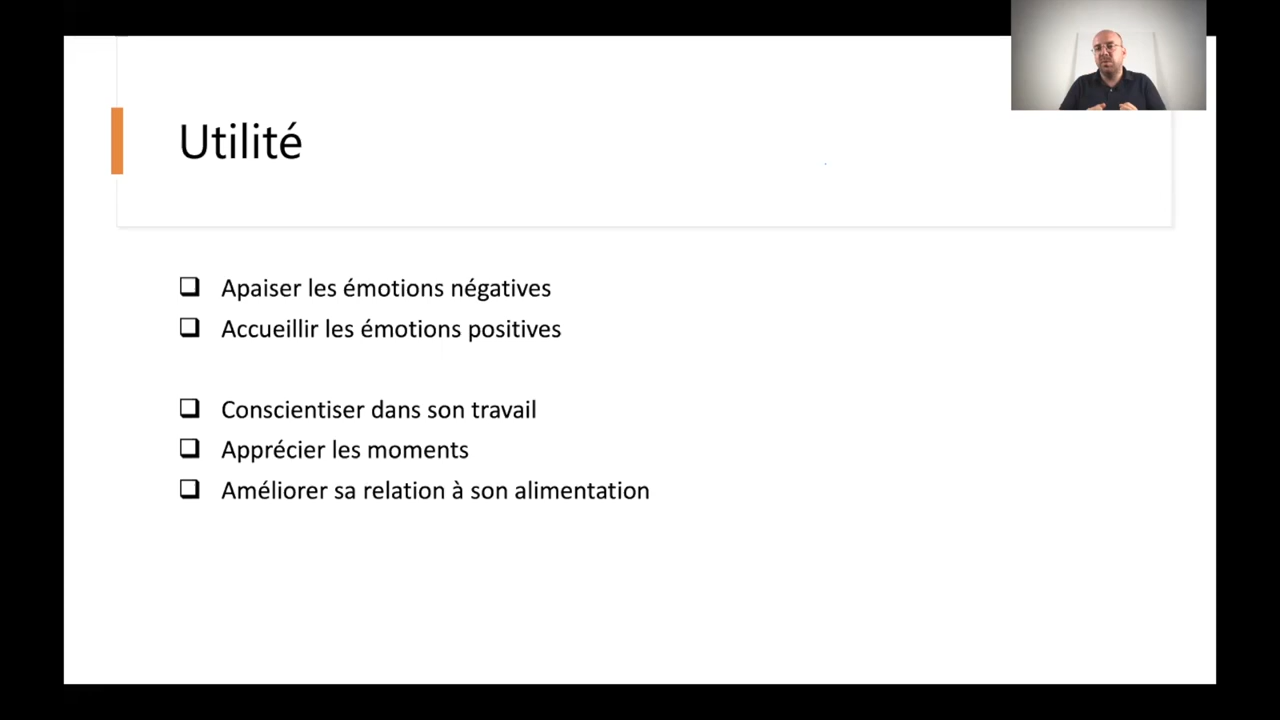 Utilité
Apaiser les émotions négatives
Accueillir les émotions positives
Conscientiser dans son travail
Apprécier les moments
Améliorer sa relation à son alimentation